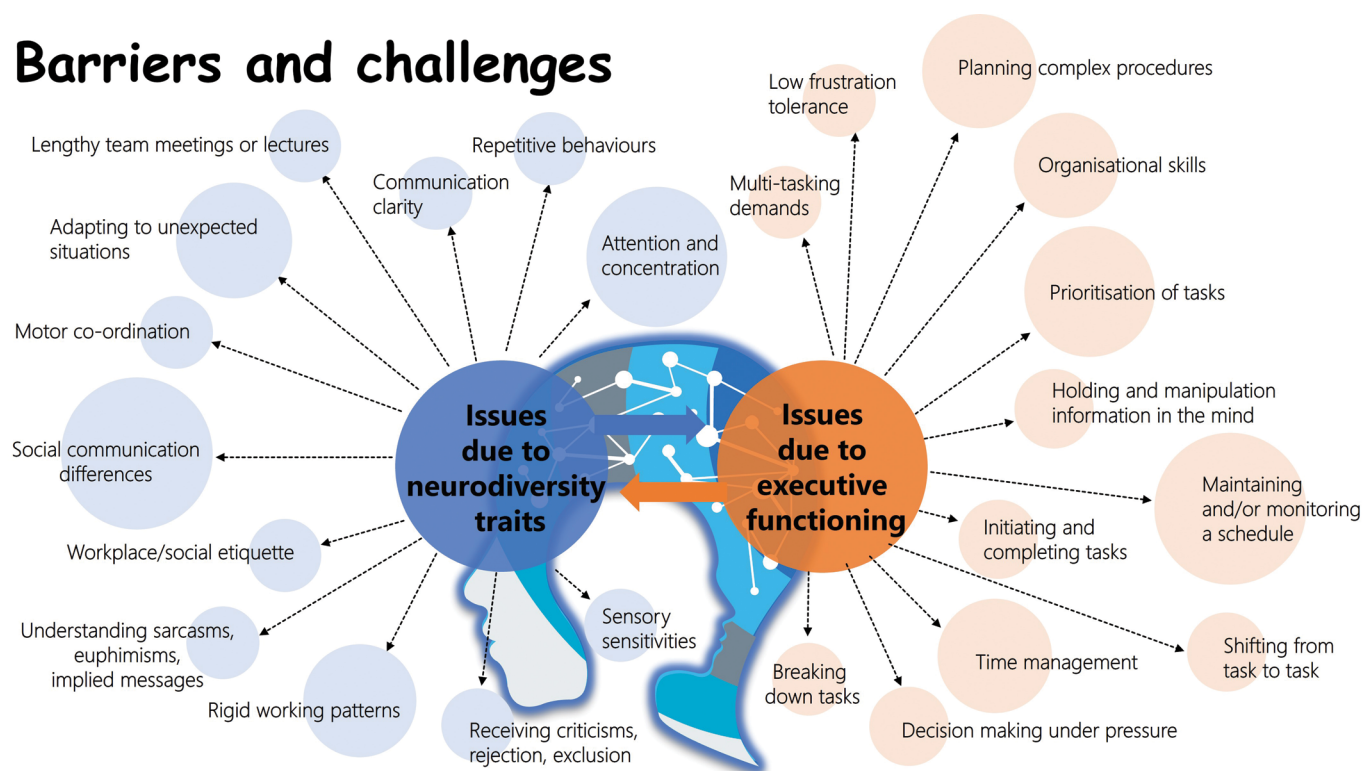 Barriers and challenges
Lengthy team meetings or lectures
Communication
clarity
Repetitive behaviours
Adapting to unexpected
situations
Attention and
concentration
Motor co-ordination
Social communication
differences
Workplace/social etiquette
Understanding sarcasms,
euphimisms,
implied messages
Rigid working patterns
Receiving criticisms,
rejection, exclusion
Sensory
sensitivities
Issues
due to
neurodiversity
traits
Issues
due to
executive
functioning
Low frustration
tolerance
Planning complex procedures
Multi-tasking
demands
Organisational skills
Prioritisation of tasks
Holding and manipulation
information in the mind
Maintaining
and/or monitoring
a schedule
Initiating and
completing tasks
Shifting from
task to task
Time management
Breaking
down tasks
Decision making under pressure